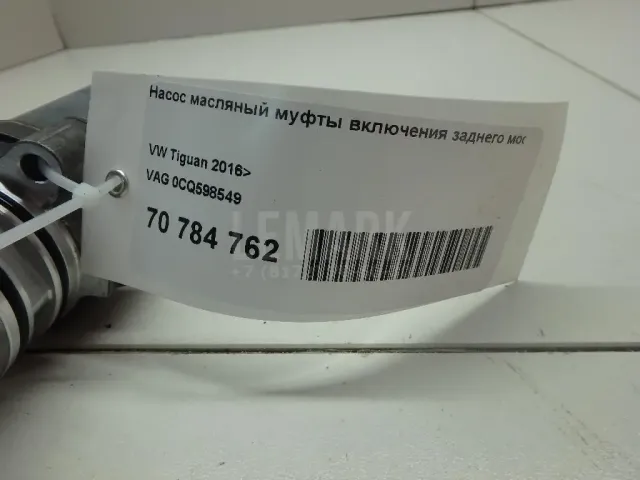 Насос масляный муфты включения заднего мос
VW Tiguan 2016>
VAG 0CQ598549
70 784 762
LEMARK